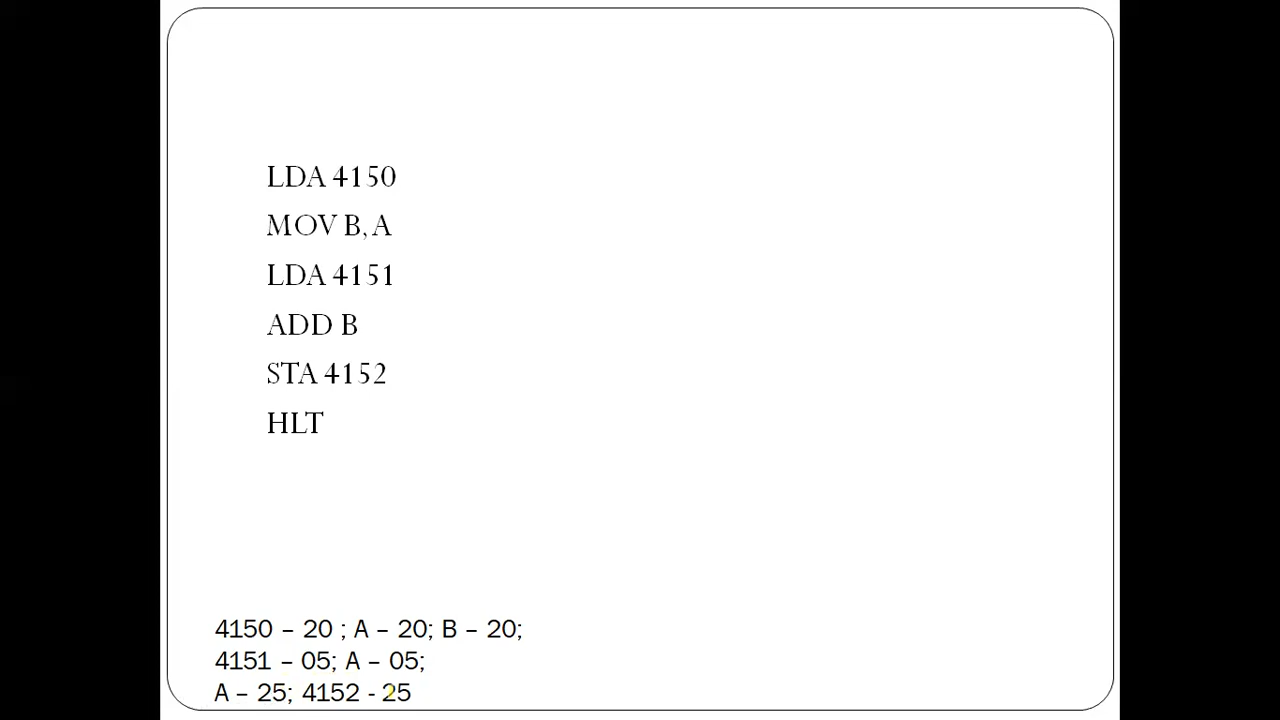 LDA 4150
MOV B, A
LDA 4151
ADD B
STA 4152
HLT
4150 – 20 ; A – 20; B – 20;
4151 – 05; A – 05;
A – 25; 4152 - 25